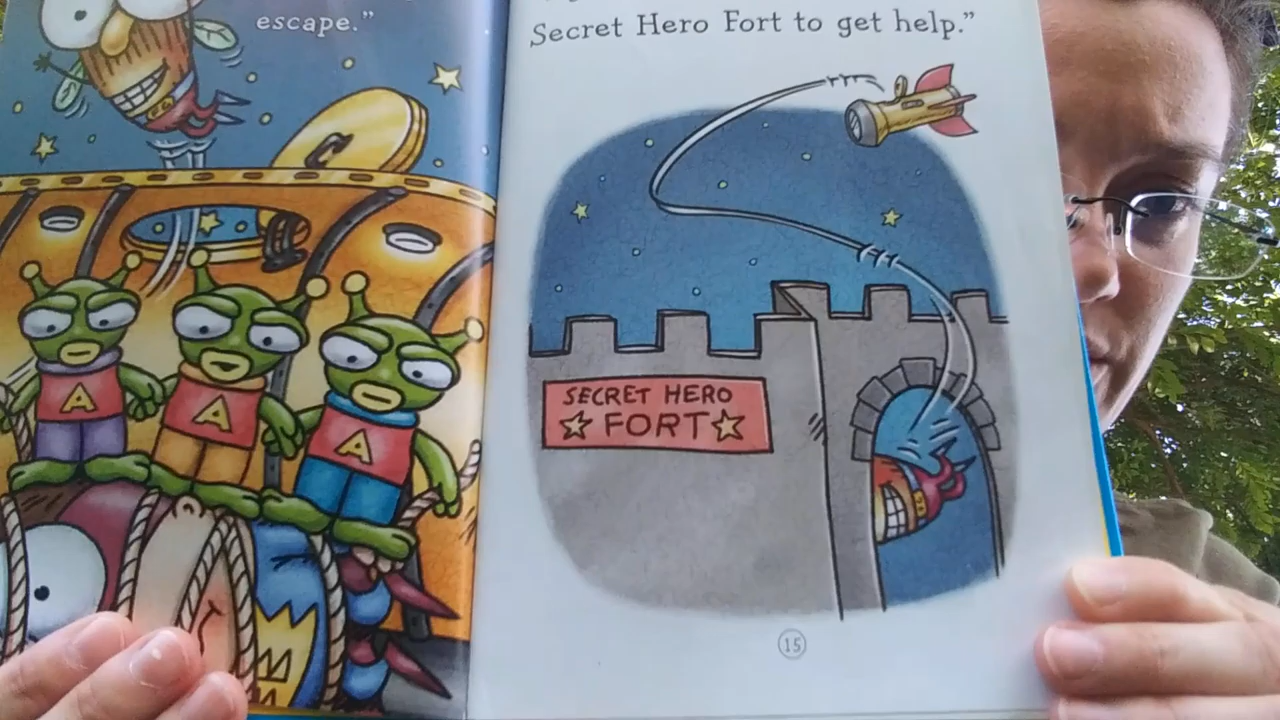 escape.”
A
A
A
Secret Hero Fort to get help.”
SECRET HERO
FORT
15